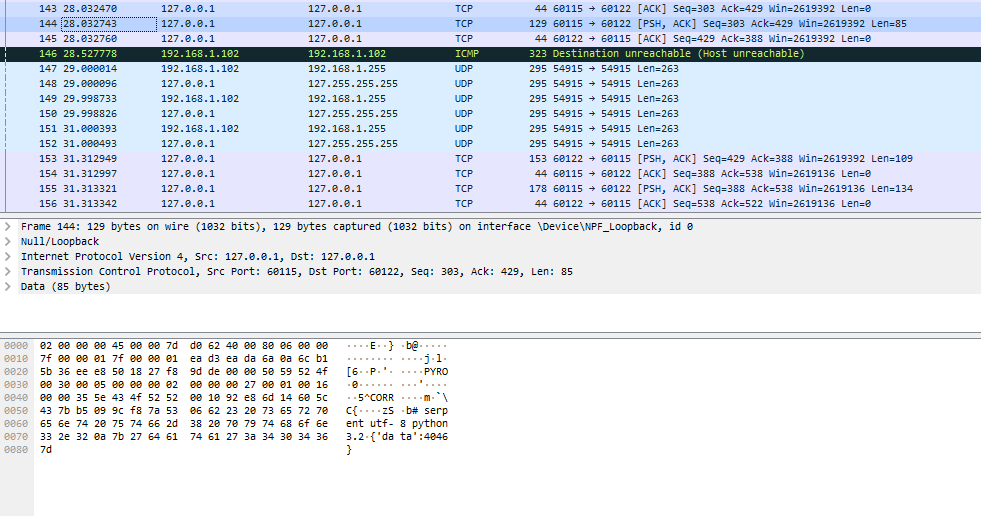 143 28.032470 127.0.0.1 127.0.0.1 TCP 44 60115 → 60122 [ACK] Seq=303 Ack=429 Win=2619392 Len=0
144 28.032743 127.0.0.1 127.0.0.1 TCP 129 60115 → 60122 [PSH, ACK] Seq=303 Ack=429 Win=2619392 Len=85
145 28.032760 127.0.0.1 127.0.0.1 TCP 44 60122 → 60115 [ACK] Seq=429 Ack=388 Win=2619392 Len=0
146 28.527778 192.168.1.102 192.168.1.102 ICMP 323 Destination unreachable (Host unreachable)
147 29.000014 192.168.1.102 192.168.1.255 UDP 295 54915 → 54915 Len=263
148 29.000096 127.0.0.1 127.255.255.255 UDP 295 54915 → 54915 Len=263
149 29.998733 192.168.1.102 192.168.1.255 UDP 295 54915 → 54915 Len=263
150 29.998826 127.0.0.1 127.255.255.255 UDP 295 54915 → 54915 Len=263
151 31.000393 192.168.1.102 192.168.1.255 UDP 295 54915 → 54915 Len=263
152 31.000493 127.0.0.1 127.255.255.255 UDP 295 54915 → 54915 Len=263
153 31.312949 127.0.0.1 127.0.0.1 TCP 153 60122 → 60115 [PSH, ACK] Seq=429 Ack=388 Win=2619392 Len=109
154 31.312997 127.0.0.1 127.0.0.1 TCP 44 60115 → 60122 [ACK] Seq=388 Ack=538 Win=2619136 Len=0
155 31.313321 127.0.0.1 127.0.0.1 TCP 178 60115 → 60122 [PSH, ACK] Seq=388 Ack=538 Win=2619136 Len=134
156 31.313342 127.0.0.1 127.0.0.1 TCP 44 60122 → 60115 [ACK] Seq=538 Ack=522 Win=2619136 Len=0
Frame 144: 129 bytes on wire (1032 bits), 129 bytes captured (1032 bits) on interface \Device\NPF_Loopback, id 0
Null/Loopback
Internet Protocol Version 4, Src: 127.0.0.1, Dst: 127.0.0.1
Transmission Control Protocol, Src Port: 60115, Dst Port: 60122, Seq: 303, Ack: 429, Len: 85
Data (85 bytes)
0000 02 00 00 00 45 00 00 7d d0 62 40 00 80 06 00 00 ····E··} ·b@·····
0010 7f 00 00 01 7f 00 00 01 ea d3 ea da 6a 0a 6c b1 ········ ····j·l·
0020 5b 36 ee e8 50 18 27 f8 9d de 00 00 50 59 52 4f [6··P·'· ····PYRO
0030 00 30 00 05 00 00 00 02 00 00 00 27 00 01 00 16 ·0······ ···'····
0040 00 00 35 5e 43 4f 52 52 00 10 92 e8 6d 14 60 5c ··5^CORR ····m·`\
0050 43 7b b5 09 9c f8 7a 53 06 62 23 20 73 65 72 70 C{····zS ·b# serp
0060 65 6e 74 20 75 74 66 2d 38 20 70 79 74 68 6f 6e ent utf- 8 python
0070 33 2e 32 0a 7b 27 64 61 74 61 27 3a 34 30 34 36 3.2·{'da ta':4046
0080 7d }